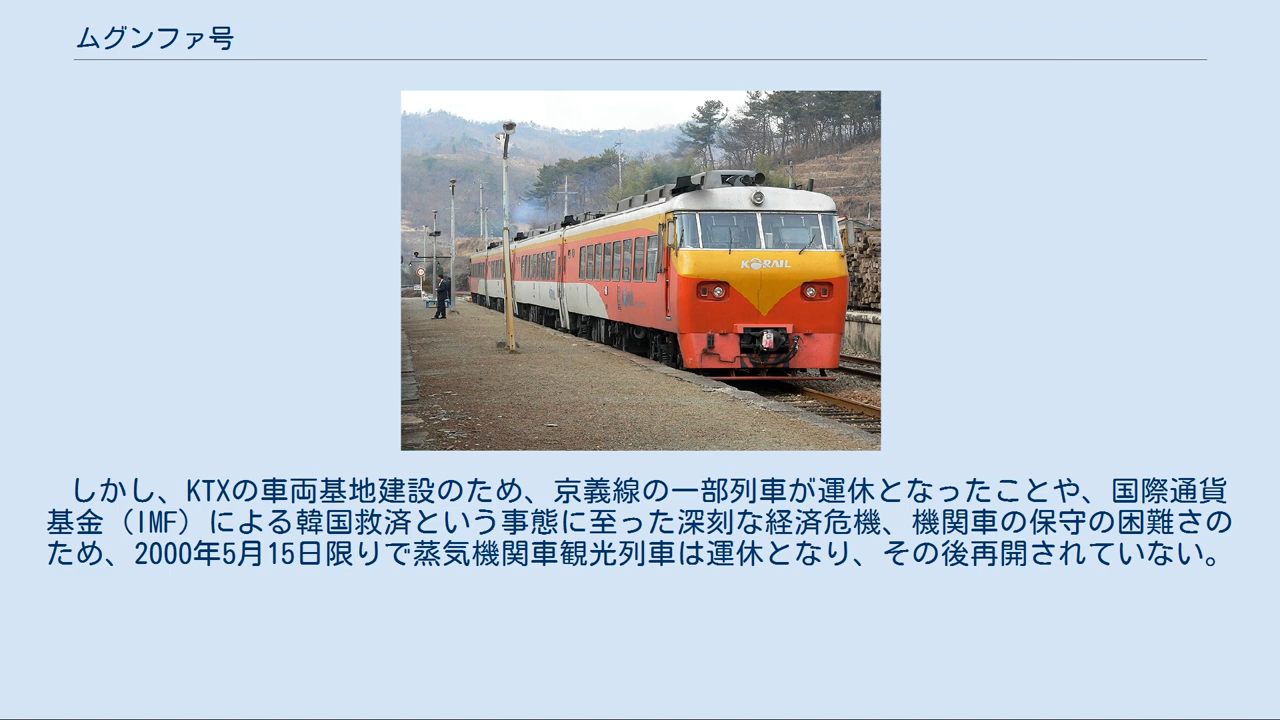 ムグンファ号
KORAIL
しかし、KTXの車両基地建設のため、京義線の一部列車が運休となったことや、国際通貨
基金（IMF）による韓国救済という事態に至った深刻な経済危機、機関車の保守の困難さの
ため、2000年5月15日限りで蒸気機関車観光列車は運休となり、その後再開されていない。